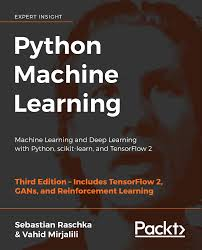 EXPERT INSIGHT
Python
Machine
Learning
Machine Learning and Deep Learning
with Python, scikit-learn, and TensorFlow 2
Third Edition – Includes TensorFlow 2,
GANs, and Reinforcement Learning
Sebastian Raschka
& Vahid Mirjalili
Packt>